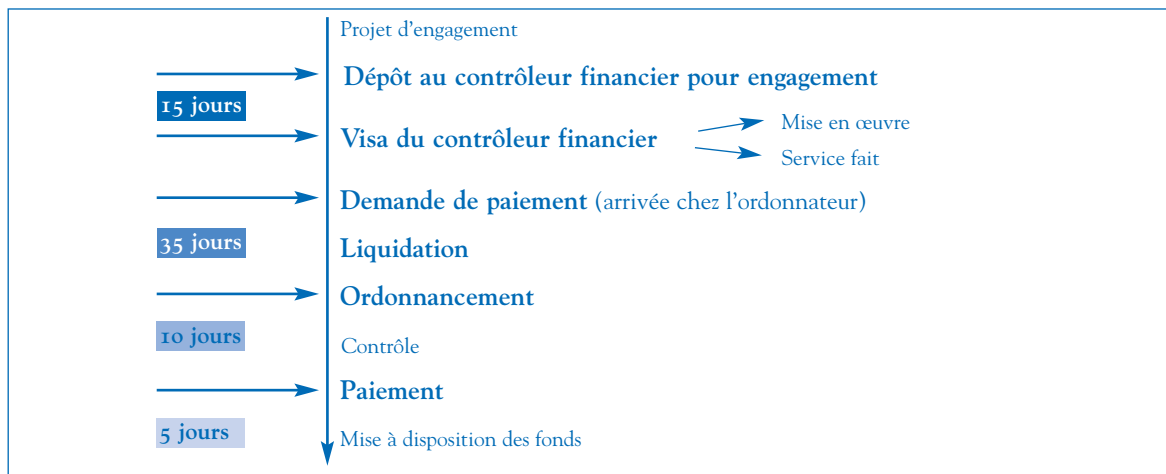 Projet d'engagement
Dépôt au contrôleur financier pour engagement
15 jours
Visa du contrôleur financier
Mise en œuvre
Service fait
Demande de paiement (arrivée chez l'ordonnateur)
35 jours
Liquidation
Ordonnancement
10 jours
Contrôle
Paiement
5 jours
Mise à disposition des fonds